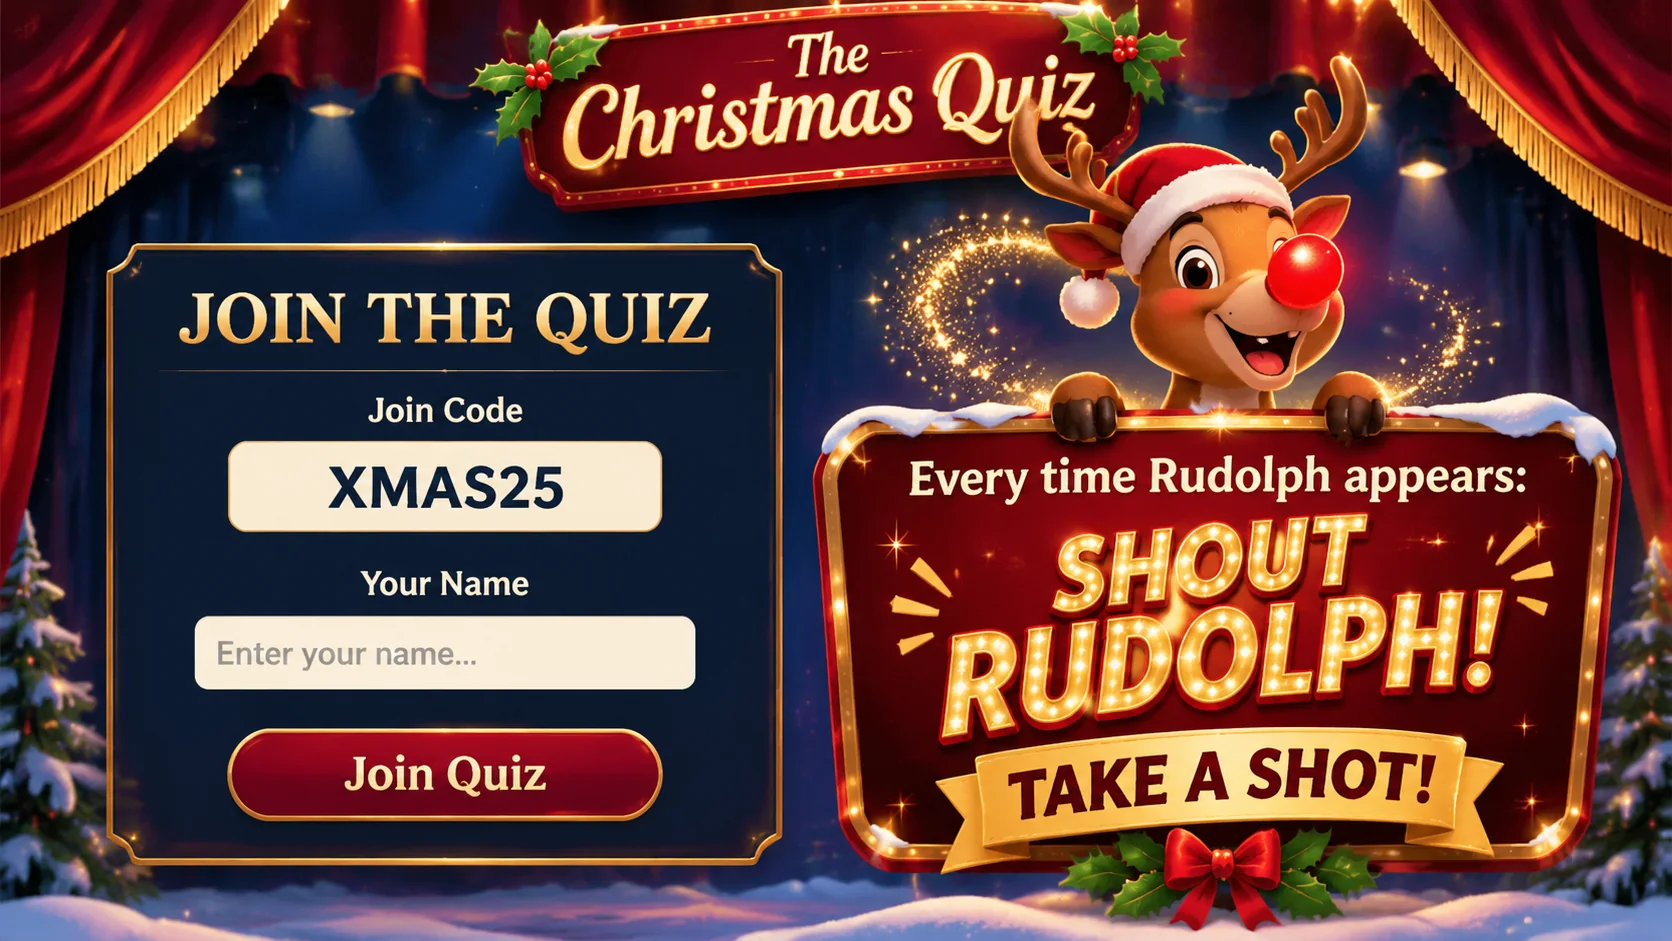 The
Christmas Quiz
JOIN THE QUIZ
Join Code
XMAS25
Your Name
Enter your name...
Join Quiz
Every time Rudolph appears:
SHOUT
RUDOLPH!
TAKE A SHOT!